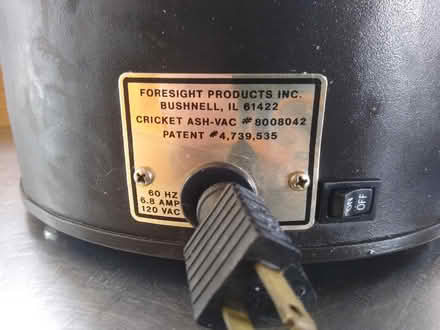 FORESIGHT PRODUCTS INC.
BUSHNELL, IL 61422
CRICKET ASH-VAC #8008042
PATENT #4,739,535
60 HZ
6.8 AMP
120 VAC
ON
OFF